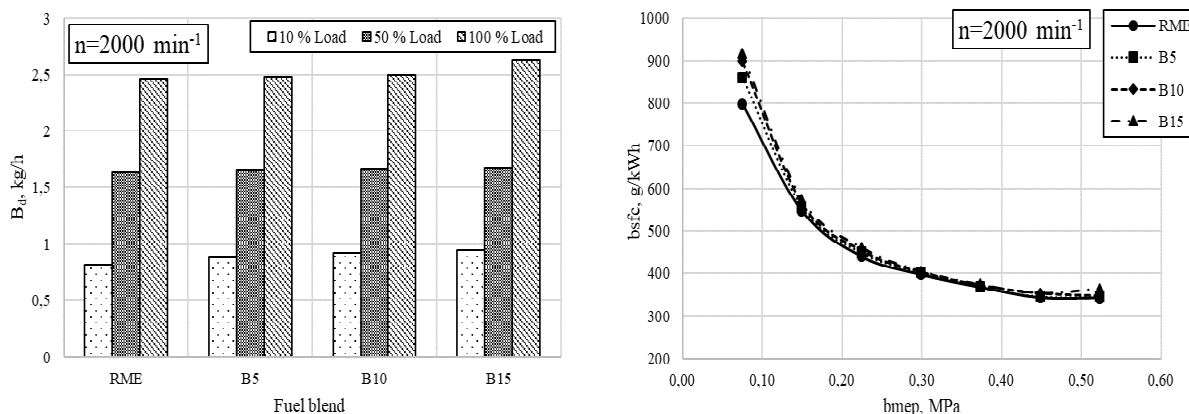 n=2000 min-1
10 % Load 50 % Load 100 % Load
3
2,5
2
1,5
1
0,5
0
Bd, kg/h
RME B5 B10 B15
Fuel blend
n=2000 min-1
RME
B5
B10
B15
1000
900
800
700
600
500
400
300
200
bsfc, g/kWh
0,00 0,10 0,20 0,30 0,40 0,50 0,60
bmep, MPa